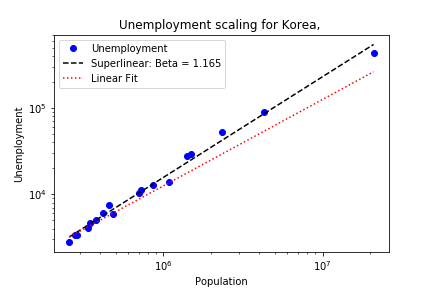 Unemployment scaling for Korea,
Unemployment
Superlinear: Beta = 1.165
Linear Fit
Unemployment
10^5
10^4
10^6
10^7
Population